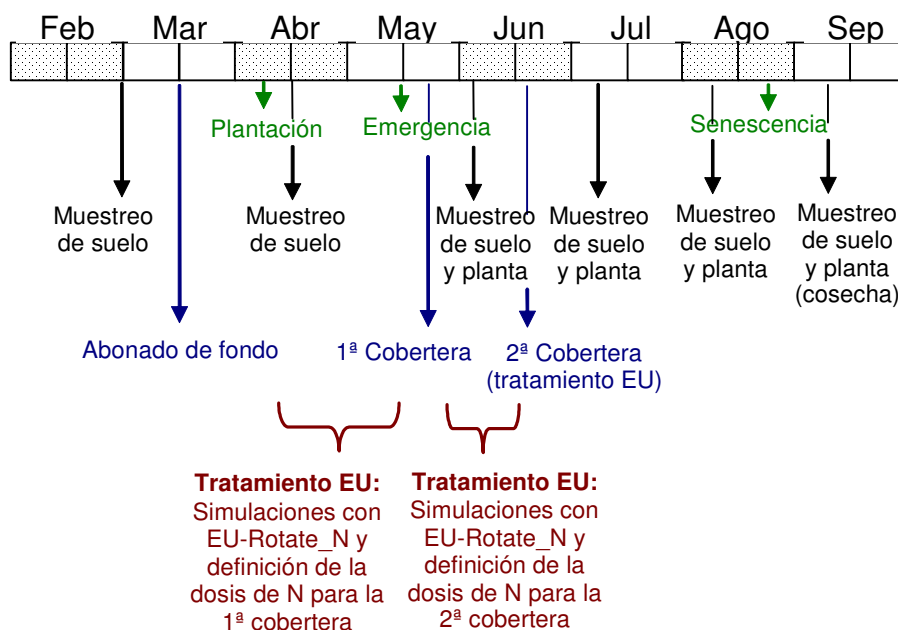 Feb Mar Abr May Jun Jul Ago Sep
Plantación
Emergencia
Senescencia
Muestreo
de suelo
Muestreo
de suelo
Muestreo
de suelo
y planta
Muestreo
de suelo
y planta
Muestreo
de suelo
y planta
Muestreo
de suelo
y planta
(cosecha)
Abonado de fondo
1ª Cobertera
2ª Cobertera
(tratamiento EU)
Tratamiento EU:
Simulaciones con
EU-Rotate_N y
definición de la
dosis de N para la
1ª cobertera
Tratamiento EU:
Simulaciones con
EU-Rotate_N y
definición de la
dosis de N para la
2ª cobertera